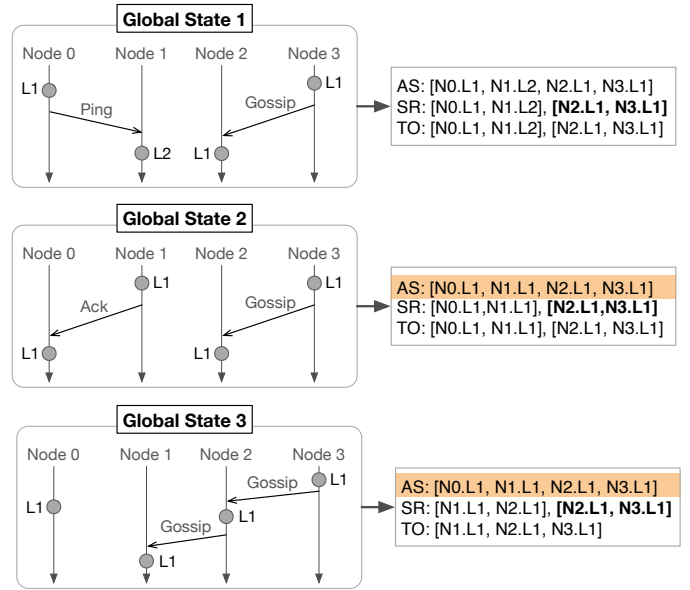 Global State 1
Node 0 Node 1 Node 2 Node 3
L1 L1
Ping Gossip
L2 L1
AS: [N0.L1, N1.L2, N2.L1, N3.L1]
SR: [N0.L1, N1.L2], [N2.L1, N3.L1]
TO: [N0.L1, N1.L2], [N2.L1, N3.L1]
Global State 2
Node 0 Node 1 Node 2 Node 3
L1 L1
Ack Gossip
L1 L1
AS: [N0.L1, N1.L1, N2.L1, N3.L1]
SR: [N0.L1,N1.L1], [N2.L1,N3.L1]
TO: [N0.L1, N1.L1], [N2.L1, N3.L1]
Global State 3
Node 0 Node 1 Node 2 Node 3
Gossip L1
L1 L1
Gossip
L1
AS: [N0.L1, N1.L1, N2.L1, N3.L1]
SR: [N1.L1, N2.L1], [N2.L1, N3.L1]
TO: [N1.L1, N2.L1, N3.L1]